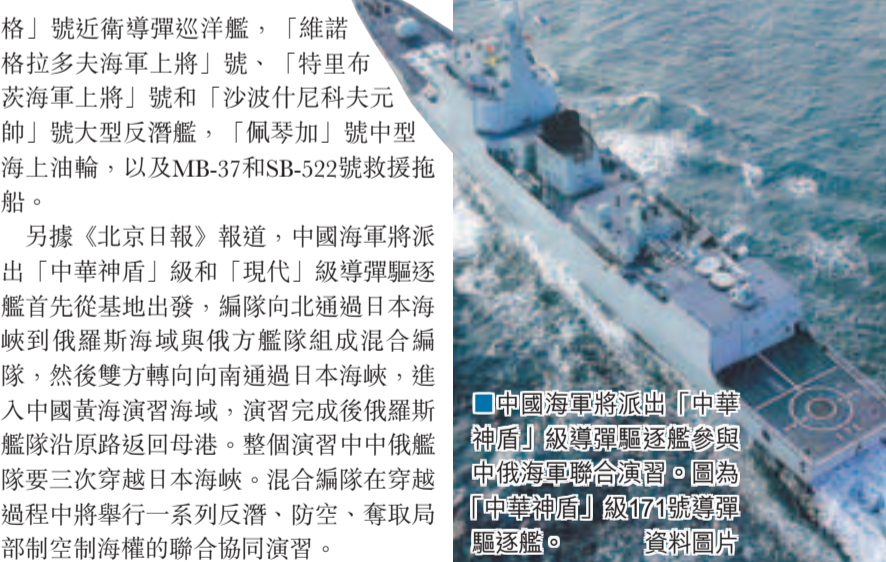 格」號近衛導彈巡洋艦，「維諾
格拉多夫海軍上將」號、「特里布
茨海軍上將」號和「沙波什尼科夫元
帥」號大型反潛艦，「佩琴加」號中型
海上油輪，以及MB-37和SB-522號救援拖
船。
另據《北京日報》報道，中國海軍將派
出「中華神盾」級和「現代」級導彈驅逐
艦首先從基地出發，編隊向北通過日本海
峽到俄羅斯海域與俄方艦隊組成混合編
隊，然後雙方轉向向南通過日本海峽，進
入中國黃海演習海域，演習完成後俄羅斯
艦隊沿原路返回母港。整個演習中中俄艦
隊要三次穿越日本海峽。混合編隊在穿越
過程中將舉行一系列反潛、防空、奪取局
部制空制海權的聯合協同演習。
■中國海軍將派出「中華
神盾」級導彈驅逐艦參與
中俄海軍聯合演習。圖為
「中華神盾」級171號導彈
驅逐艦。 資料圖片